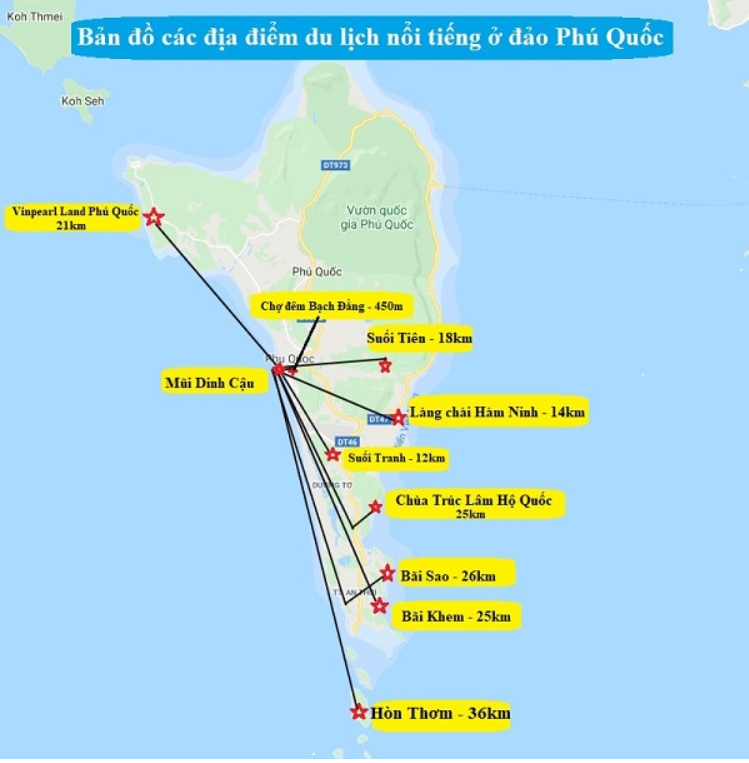 Koh Thmei
Bản đồ các địa điểm du lịch nổi tiếng ở đảo Phú Quốc
Koh Seh
DT973
Vinpearl Land Phú Quốc
21km
Vườn quốc
gia Phú Quốc
Phú Quốc
Chợ đêm Bạch Đằng - 450m
Suối Tiên - 18km
Phu Quoc
Mũi Dinh Cậu
Làng chài Hàm Ninh - 14km
DT47
DT46
Suối Tranh - 12km
DƯƠNG TƠ
Chùa Trúc Lâm Hộ Quốc
25km
Bãi Sao - 26km
TT. AN THỚI
Bãi Khem - 25km
Hòn Thơm - 36km